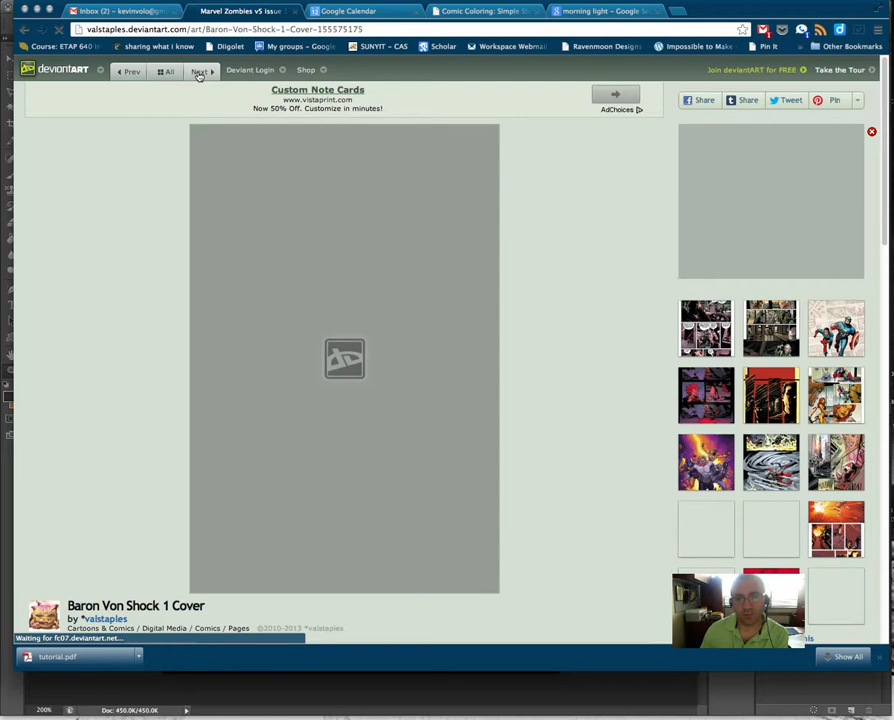 Inbox (2) – kevinvolo@gm
Marvel Zombies v5 Issue 1
Google Calendar
Comic Coloring: Simple St
morning light – Google Se
valstaples.deviantart.com/art/Baron-Von-Shock-1-Cover-155575175
Course: ETAP 640 I
sharing what i know
Diigolet
My groups – Google
SUNYIT – CAS
Scholar
Workspace Webmail
Ravenmoon Designs
Impossible to Make
Pin It
Other Bookmarks
deviantART
Prev
All
Next
Deviant Login
Shop
Join deviantART for FREE
Take the Tour
Custom Note Cards
www.vistaprint.com
Now 50% Off. Customize in minutes!
AdChoices
Share
Share
Tweet
Pin
Baron Von Shock 1 Cover
by *valstaples
Cartoons & Comics / Digital Media / Comics / Pages ©2010-2013 *valstaples
Waiting for fc07.deviantart.net...
tutorial.pdf
Show All
200%
Doc: 450.0K/450.0K